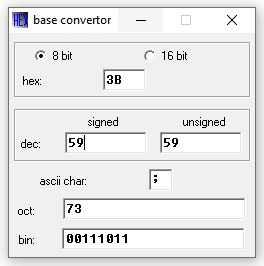 HEX base convertor
8 bit 16 bit
hex: 3B
signed unsigned
dec: 59 59
ascii char: ;
oct: 73
bin: 00111011